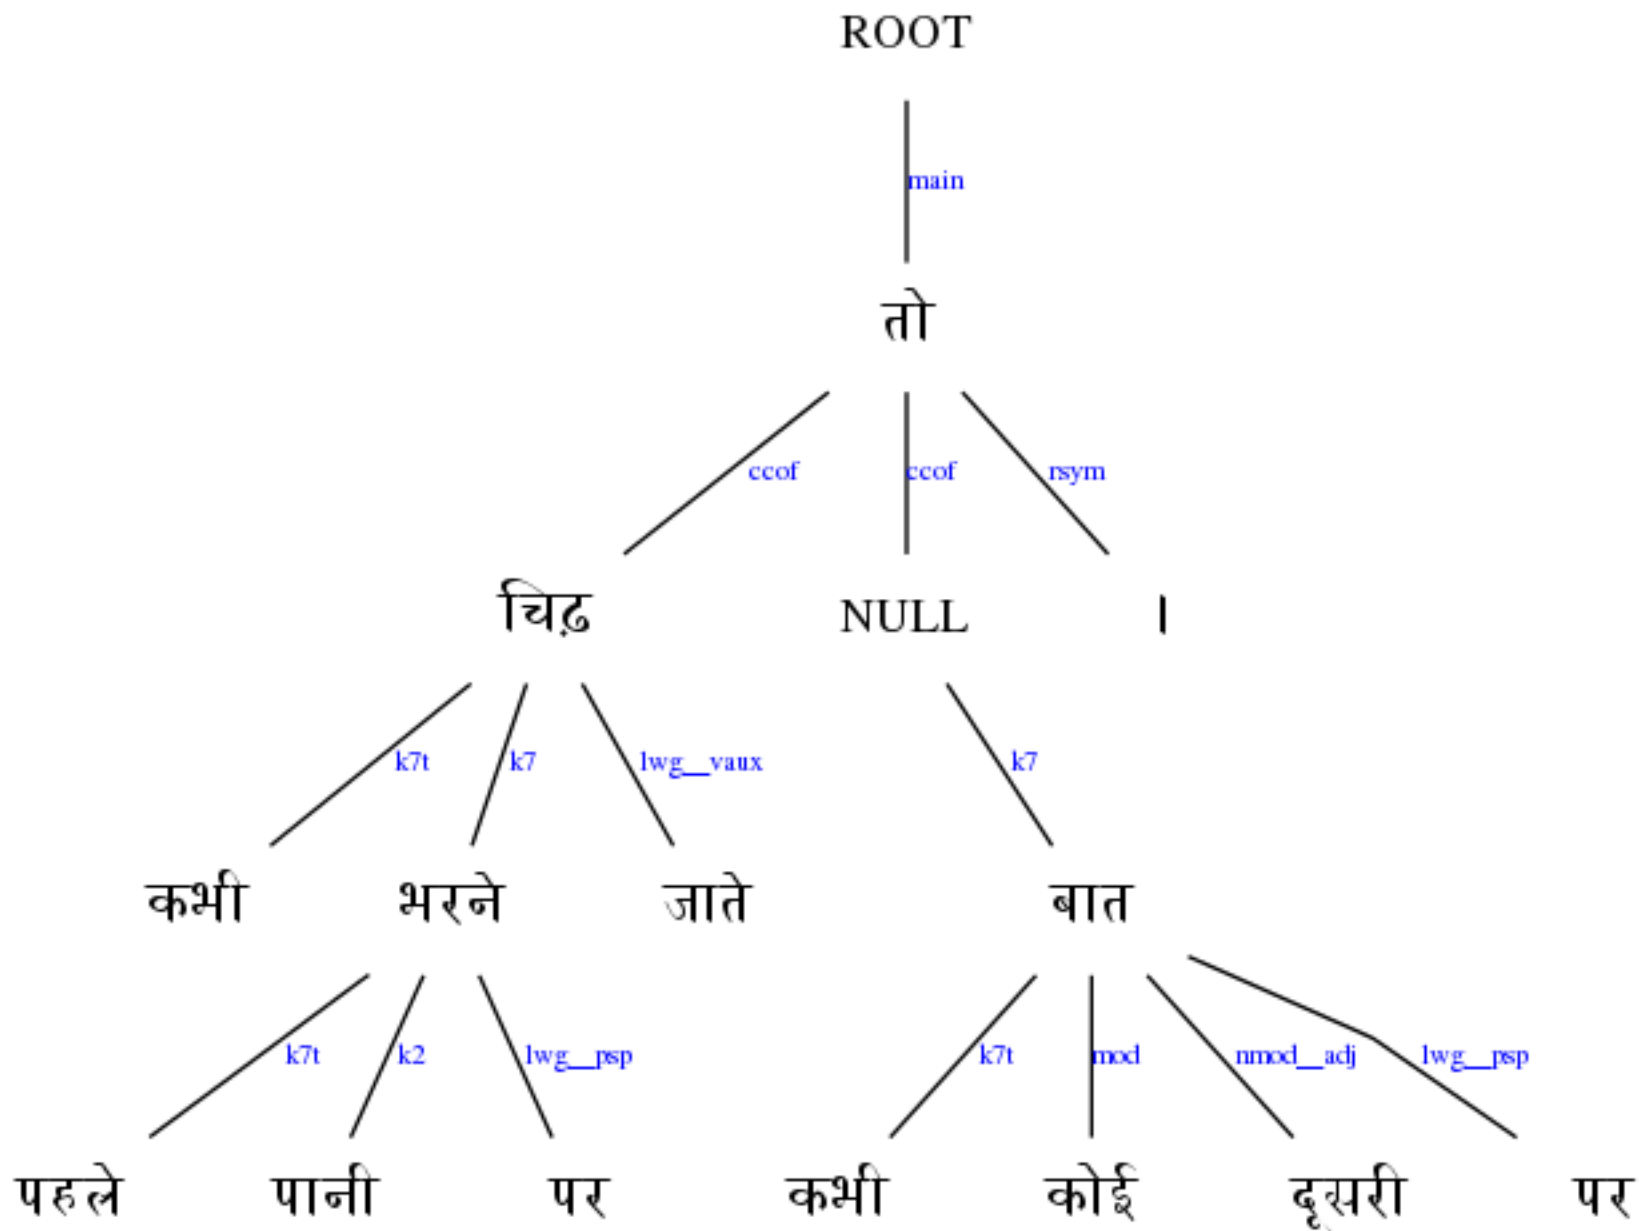 ROOT
main
तो
ccof ccof rsym
चिढ़ NULL ।
k7t k7 lwg__vaux k7
कभी भरने जाते बात
k7t k2 lwg__psp k7t mod nmod__adj lwg__psp
पहले पानी पर कभी कोई दूसरी पर